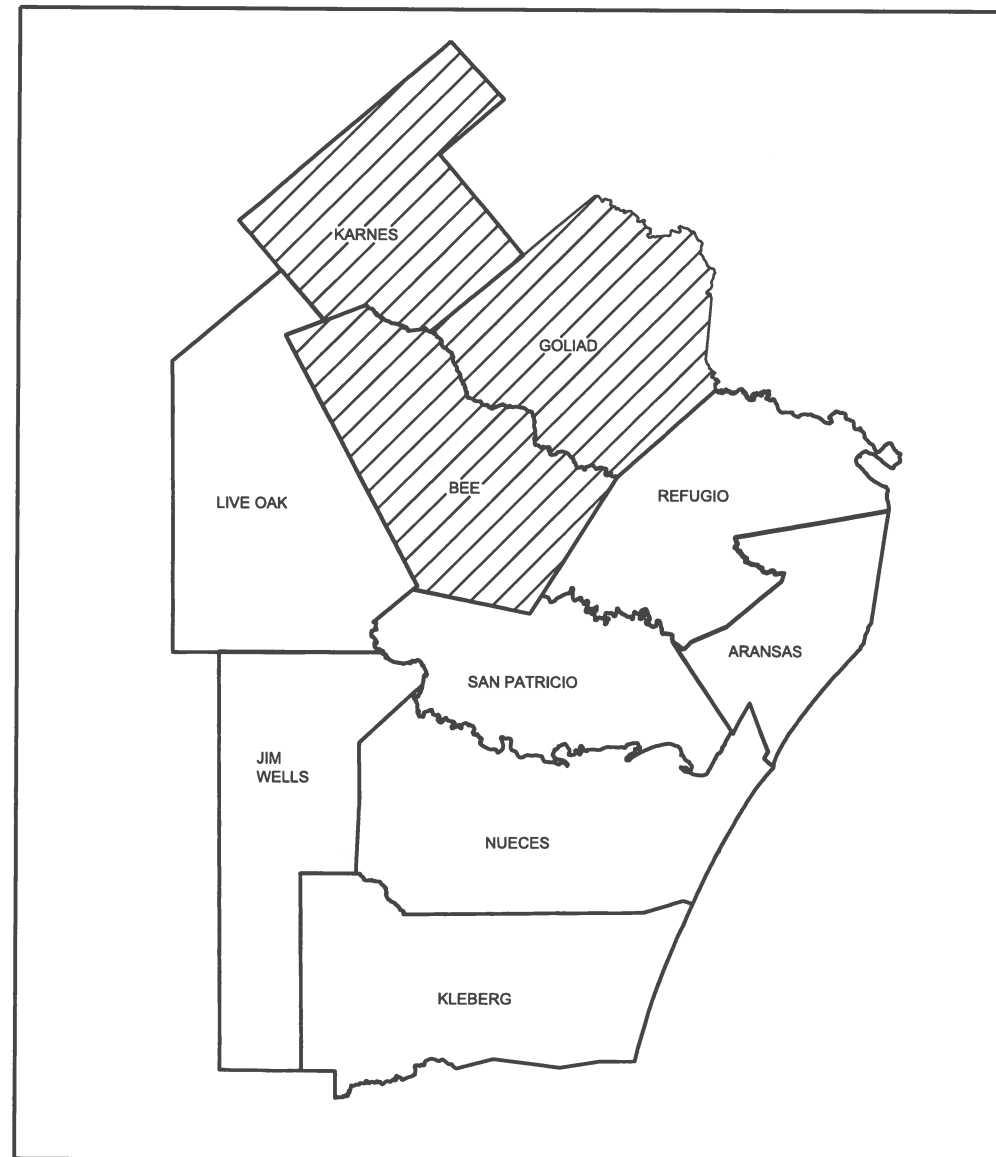 KARNES
GOLIAD
BEE
LIVE OAK
REFUGIO
ARANSAS
SAN PATRICIO
JIM
WELLS
NUECES
KLEBERG